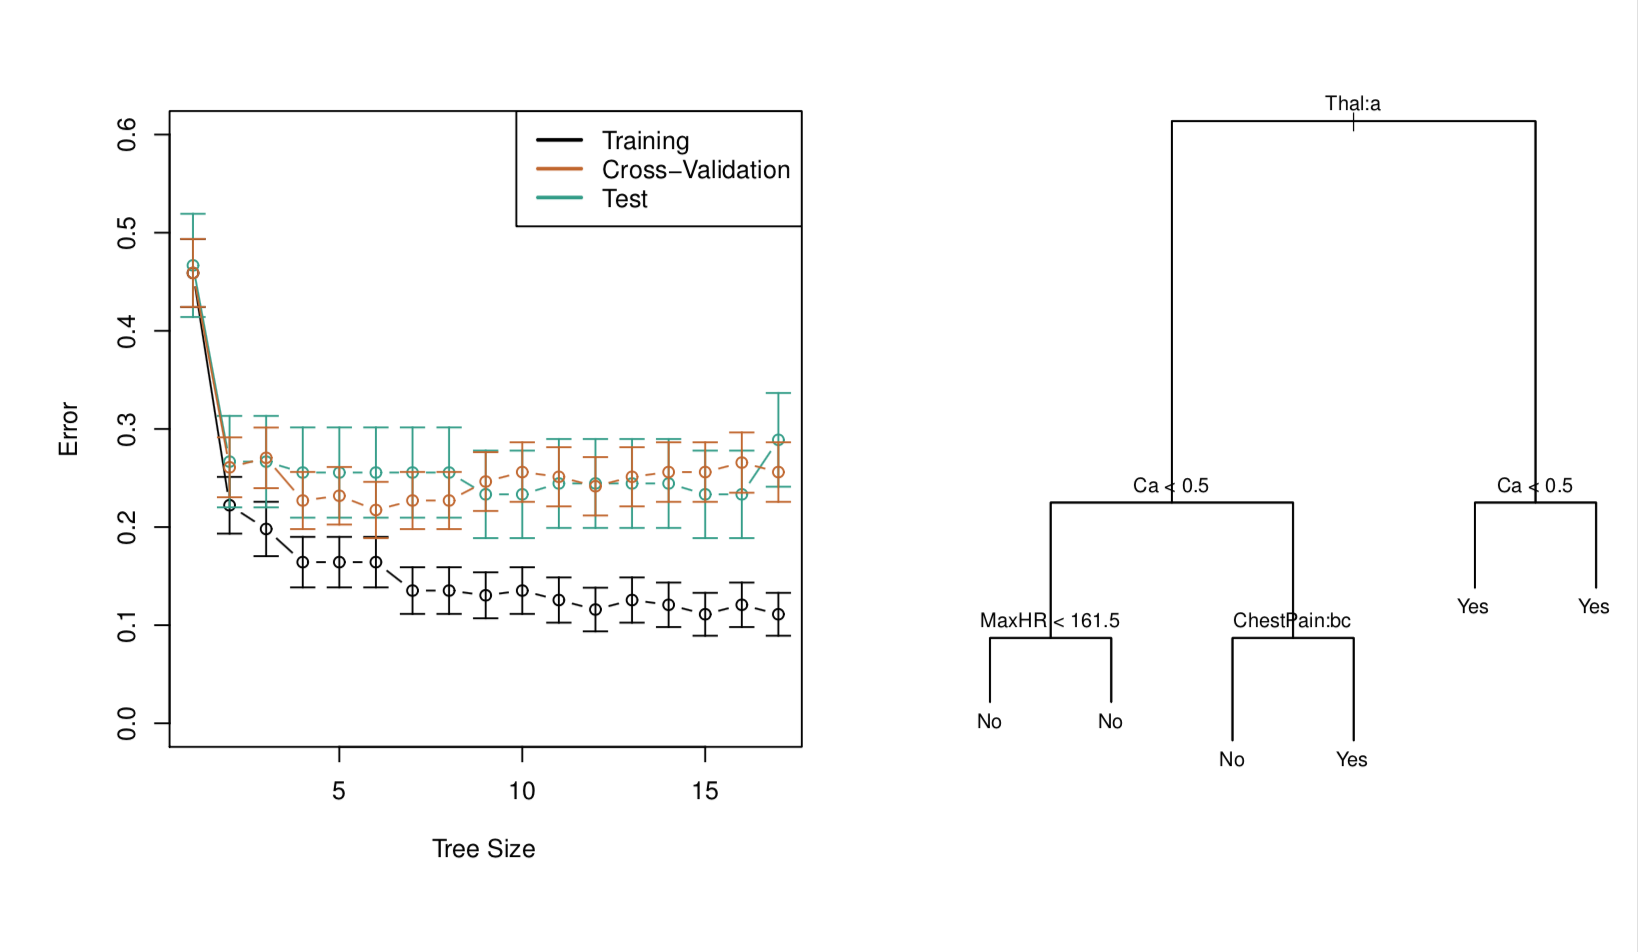 0.6
0.5
0.4
0.3
0.2
0.1
0.0
Error
5
10
15
Tree Size
Training
Cross−Validation
Test
Thal:a
Ca < 0.5
Ca < 0.5
MaxHR < 161.5
ChestPain:bc
Yes
Yes
No
No
No
Yes